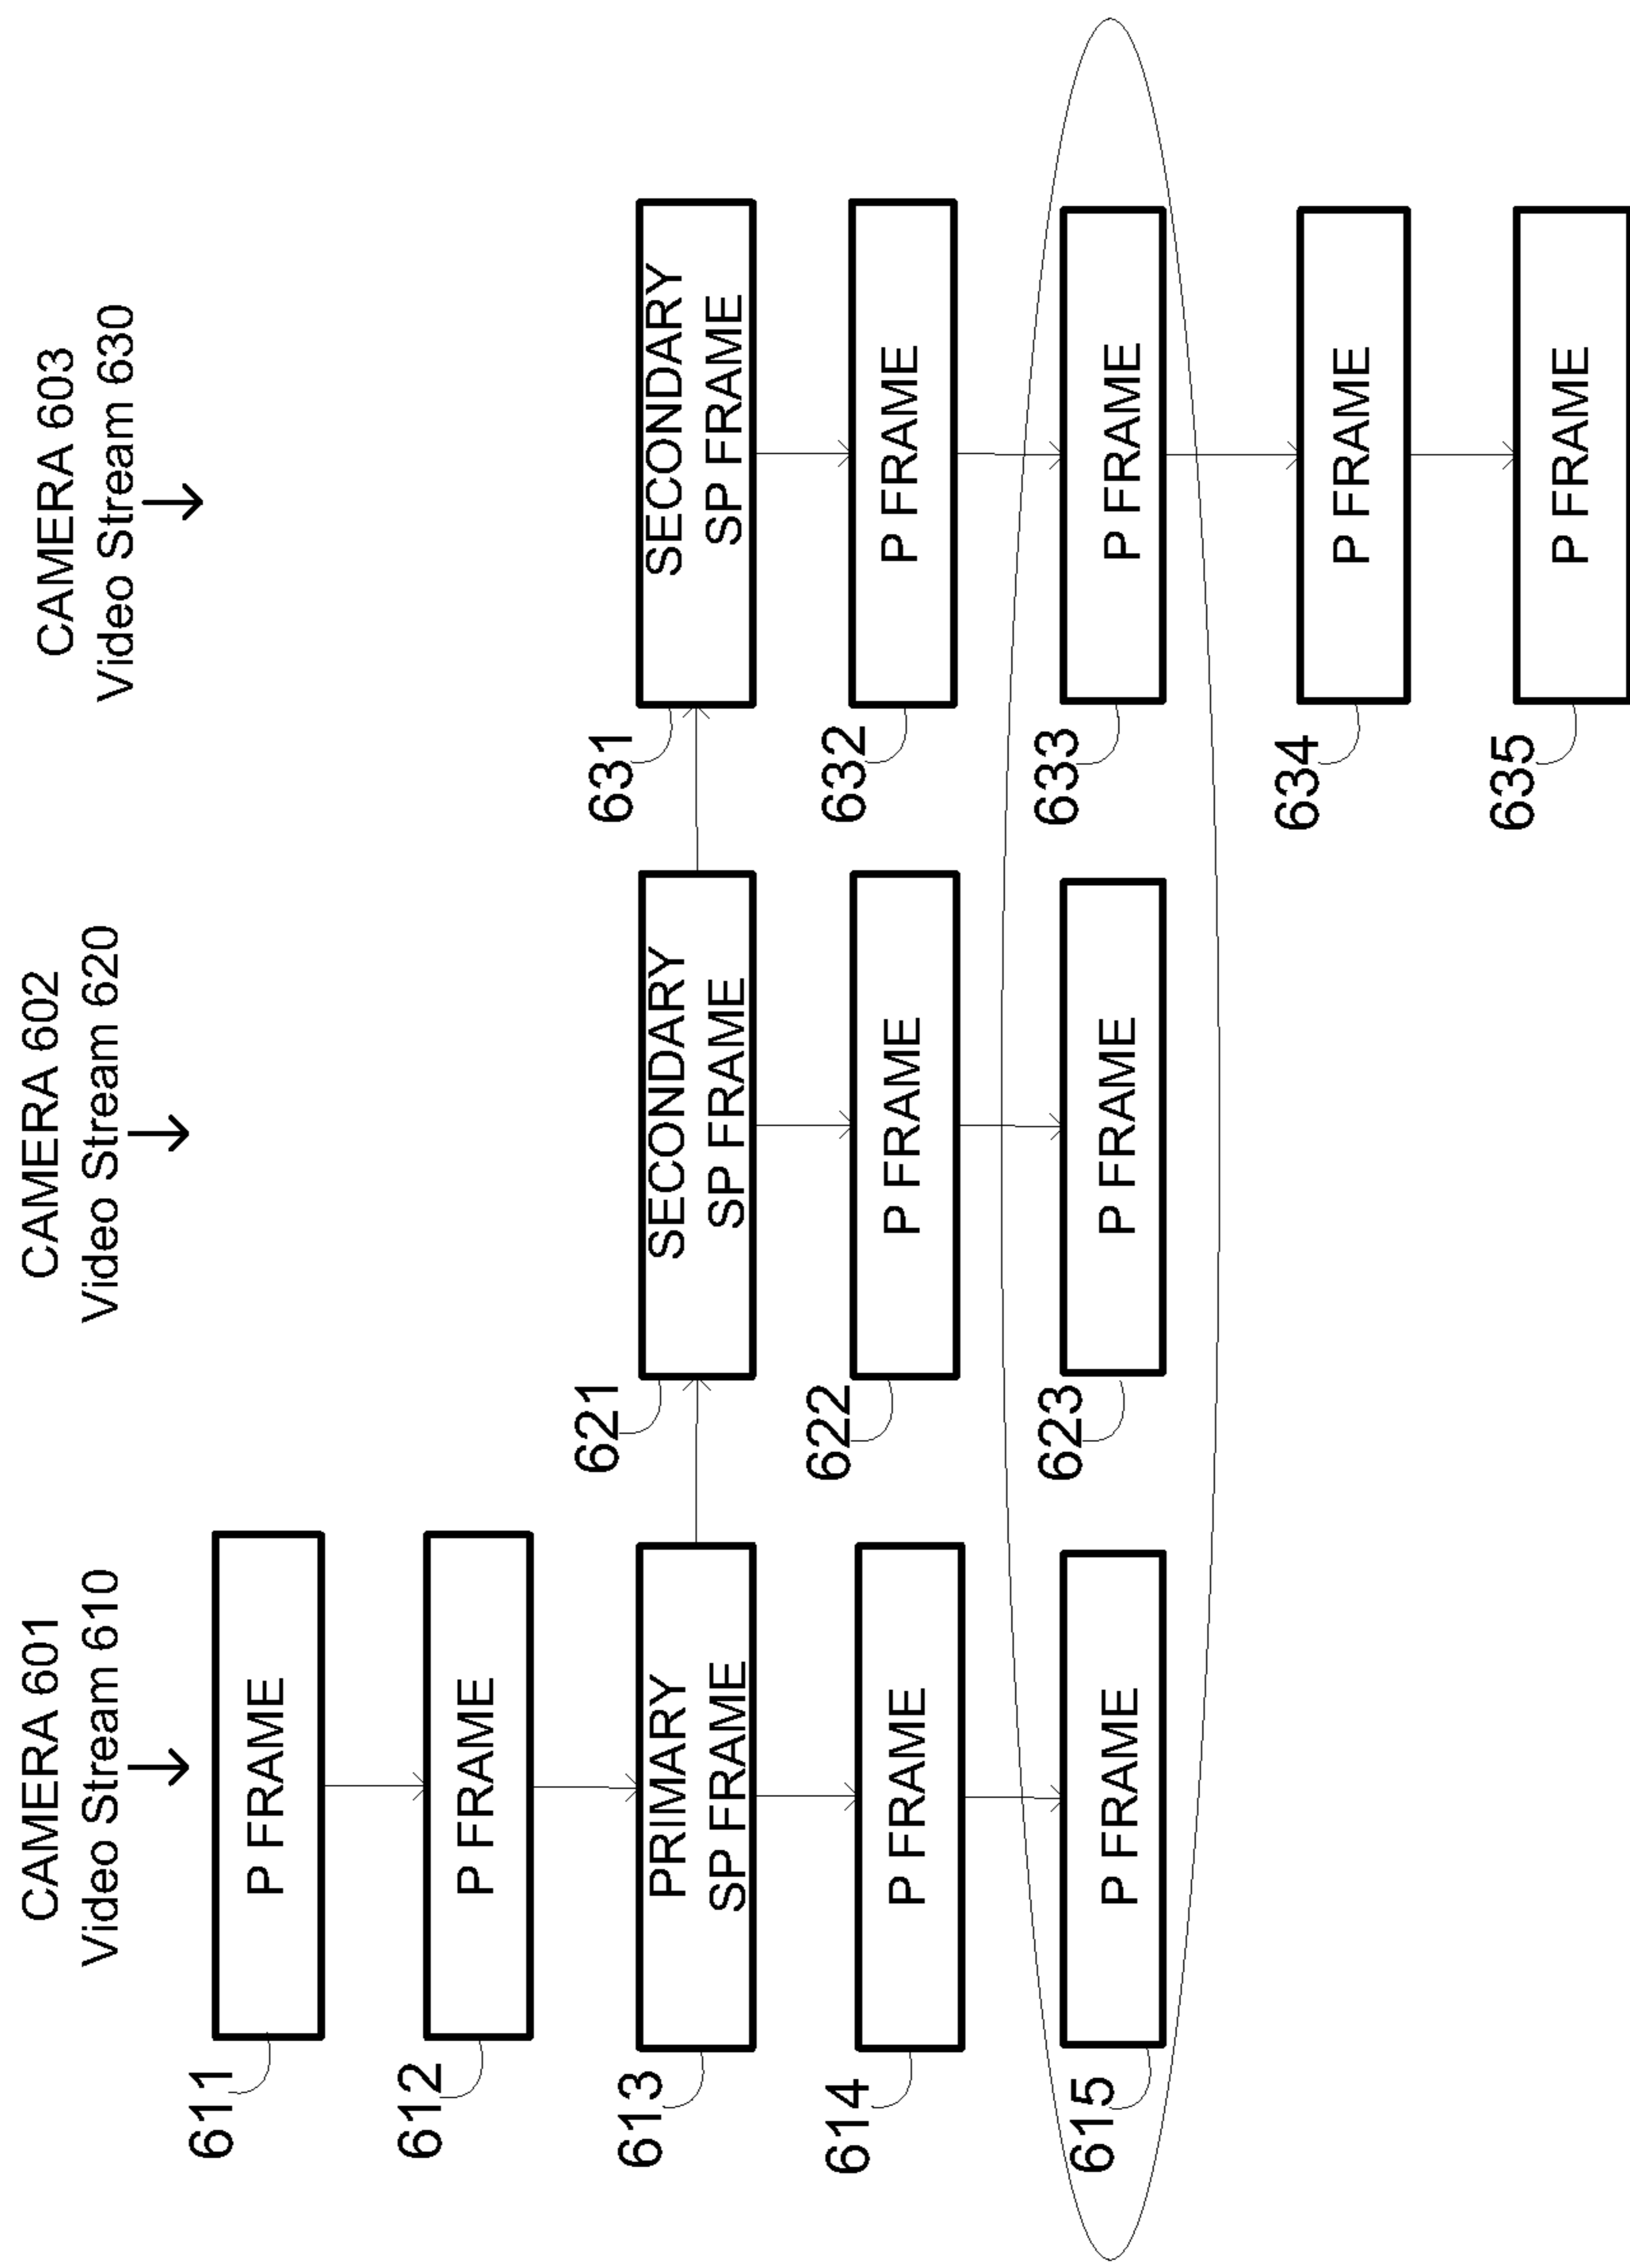 CAMERA 601
Video Stream 610
CAMERA 602
Video Stream 620
CAMERA 603
Video Stream 630
611
P FRAME
612
P FRAME
613
PRIMARY
SP FRAME
621
SECONDARY
SP FRAME
631
SECONDARY
SP FRAME
614
P FRAME
622
P FRAME
632
P FRAME
615
P FRAME
623
P FRAME
633
P FRAME
634
P FRAME
635
P FRAME